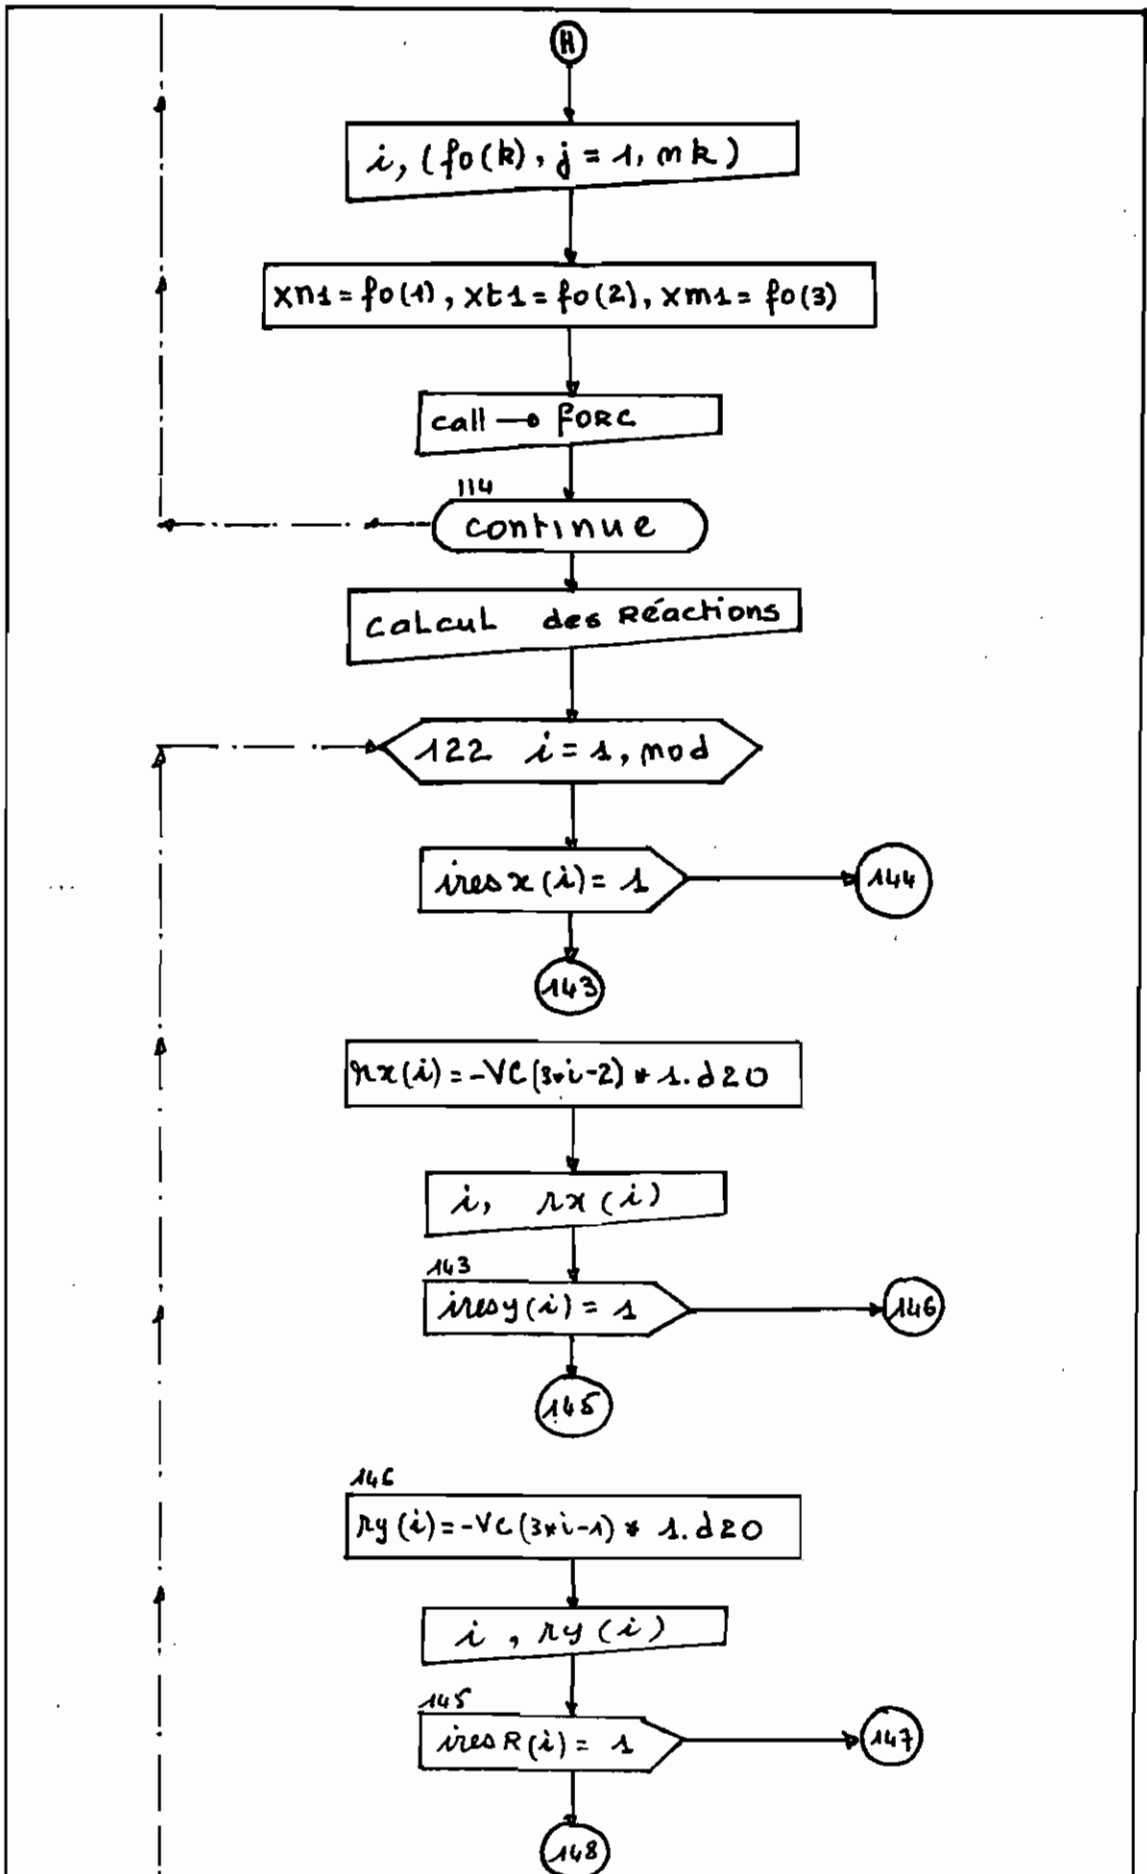 H
i, (fo(k), j = 1, nk)
xn1 = fo(1), xt1 = fo(2), xm1 = fo(3)
call → FORC
114
continue
calcul des Réactions
122 i = 1, nod
iresx(i) = 1
144
143
rx(i) = -VC(3*i-2) * 1.d20
i, rx(i)
143
iresy(i) = 1
146
145
146
ry(i) = -VC(3*i-1) * 1.d20
i, ry(i)
145
iresR(i) = 1
147
148